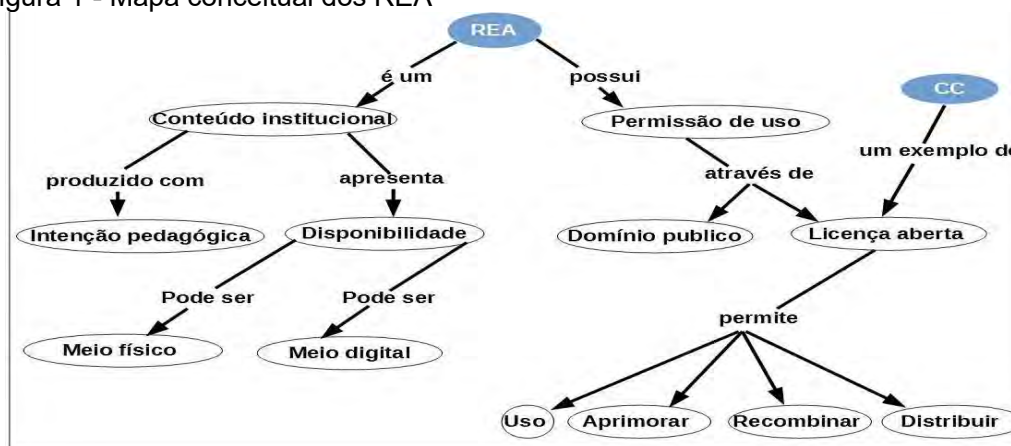 igura 1 - Mapa conceitual dos REA
REA
é um
possui
CC
Conteúdo institucional
Permissão de uso
um exemplo de
produzido com
apresenta
através de
Intenção pedagógica
Disponibilidade
Domínio publico
Licença aberta
Pode ser
Pode ser
permite
Meio físico
Meio digital
Uso
Aprimorar
Recombinar
Distribuir